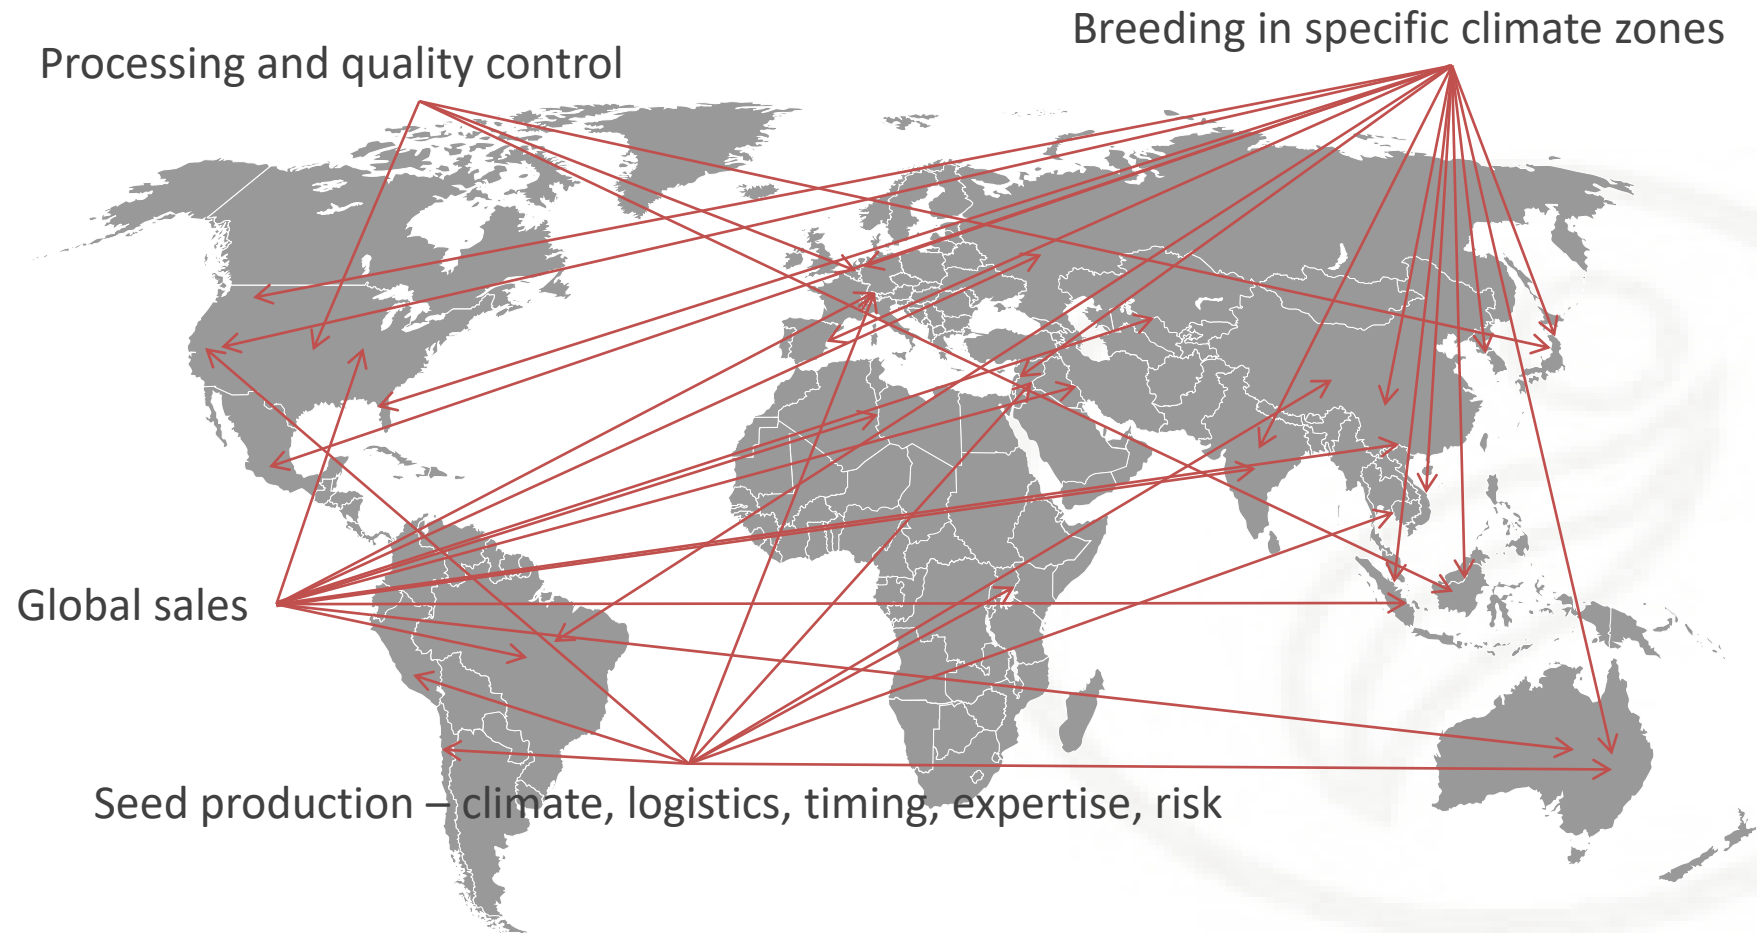 Breeding in specific climate zones
Processing and quality control
Global sales
Seed production – climate, logistics, timing, expertise, risk